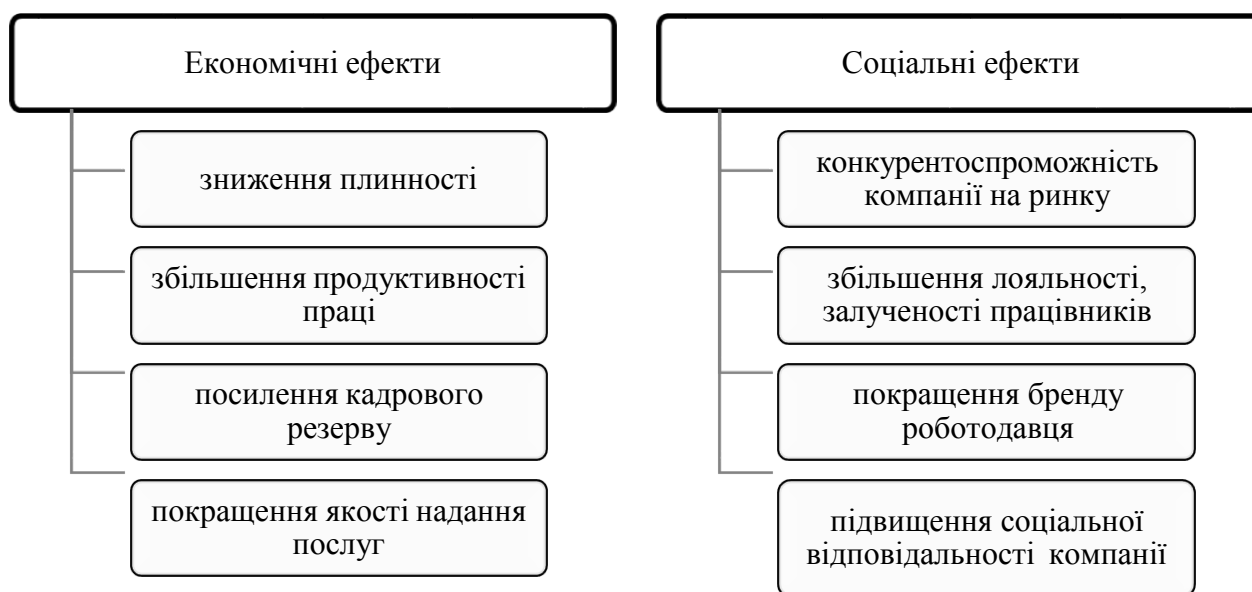 Економічні ефекти
зниження плинності
збільшення продуктивності
праці
посилення кадрового
резерву
покращення якості надання
послуг
Соціальні ефекти
конкурентоспроможність
компанії на ринку
збільшення лояльності,
залученості працівників
покращення бренду
роботодавця
підвищення соціальної
відповідальності компанії